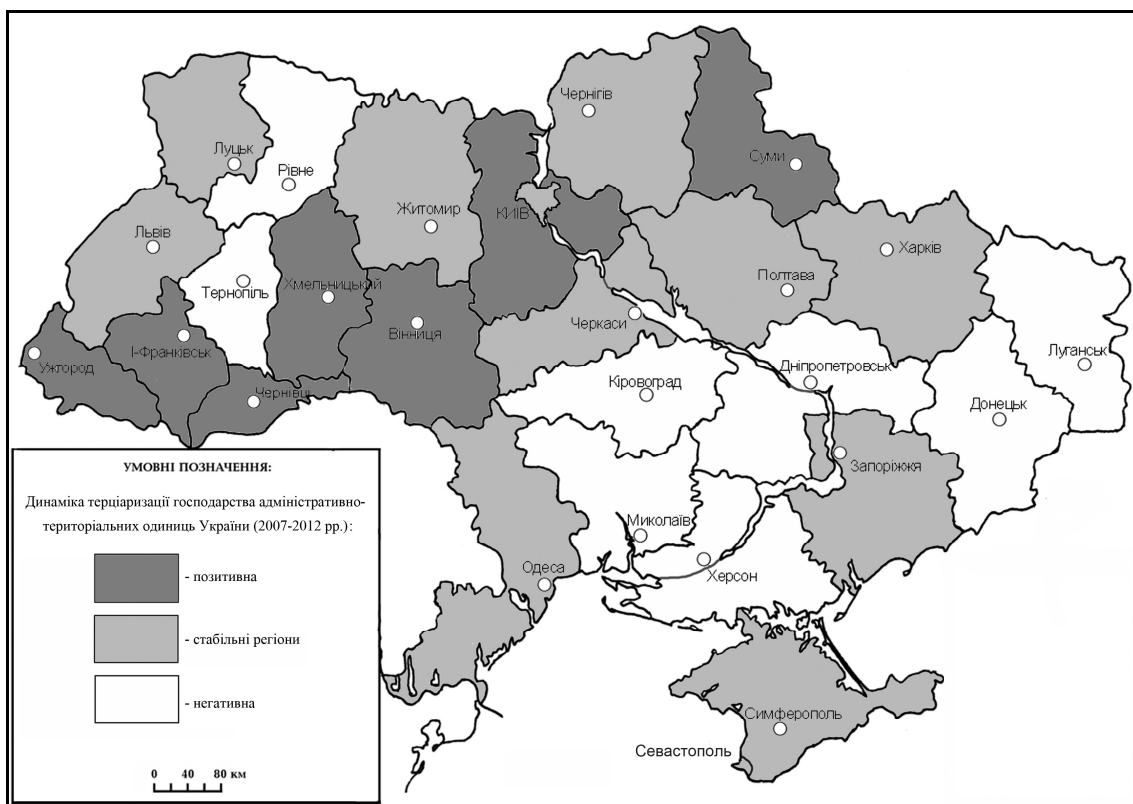 Чернігів
Суми
Луцьк
Рівне
Житомир
КИЇВ
Львів
Харків
Тернопіль
Хмельницький
Полтава
Черкаси
Вінниця
І-Франківськ
Ужгород
Луганськ
Дніпропетровськ
Кіровоград
Чернівці
Донецьк
Запоріжжя
Миколаїв
Одеса
Херсон
Симферополь
Севастополь
УМОВНІ ПОЗНАЧЕННЯ:
Динаміка терціаризації господарства адміністративно-
територіальних одиниць України (2007-2012 рр.):
- позитивна
- стабільні регіони
- негативна
0 40 80 км